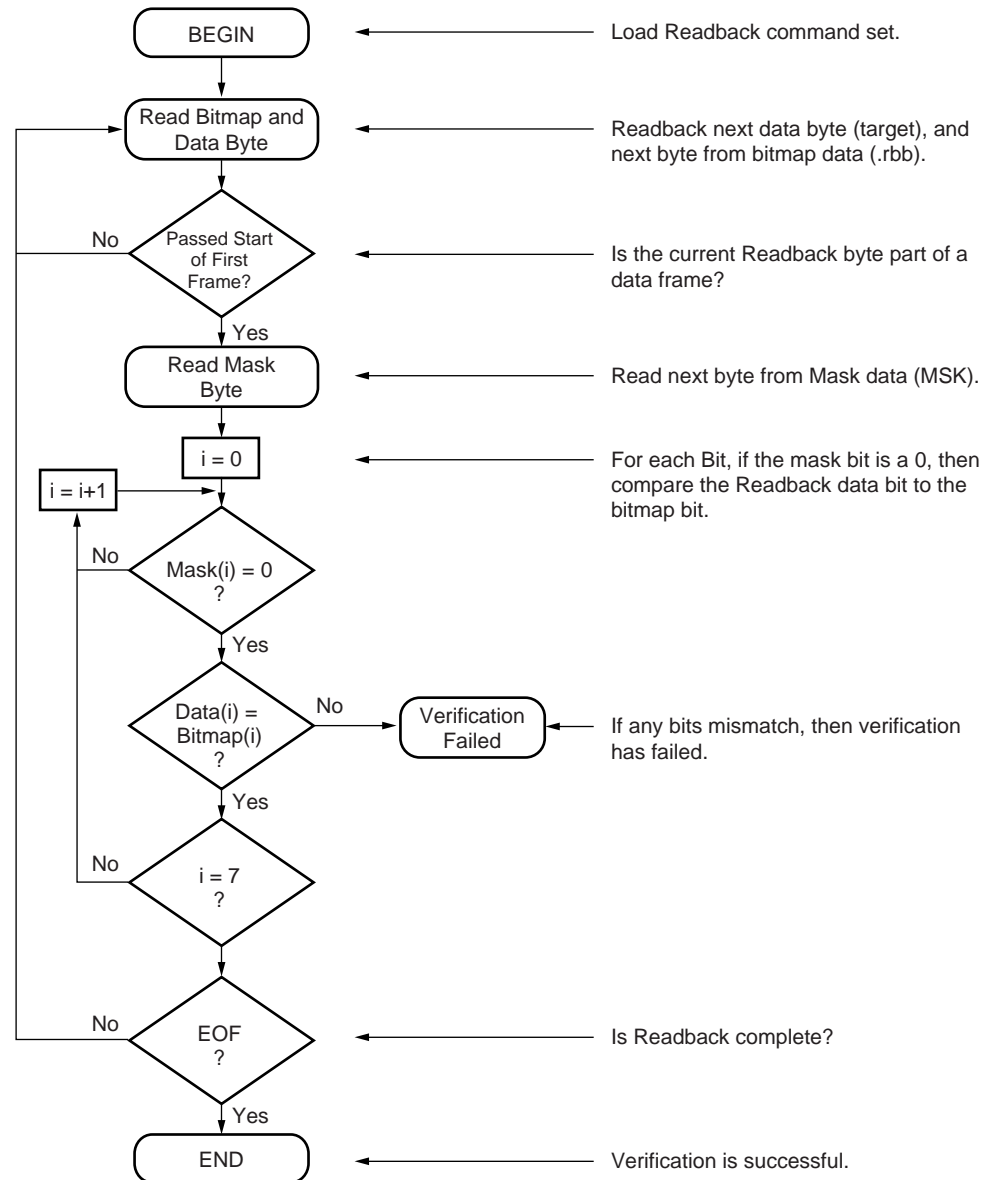 BEGIN
Load Readback command set.
Read Bitmap and
Data Byte
Readback next data byte (target), and
next byte from bitmap data (.rbb).
No
Passed Start
of First
Frame?
Is the current Readback byte part of a
data frame?
Yes
Read Mask
Byte
Read next byte from Mask data (MSK).
i = 0
For each Bit, if the mask bit is a 0, then
compare the Readback data bit to the
bitmap bit.
i = i+1
No
Mask(i) = 0
?
Yes
Data(i) =
Bitmap(i)
?
No
Verification
Failed
If any bits mismatch, then verification
has failed.
Yes
No
i = 7
?
No
EOF
?
Is Readback complete?
Yes
END
Verification is successful.